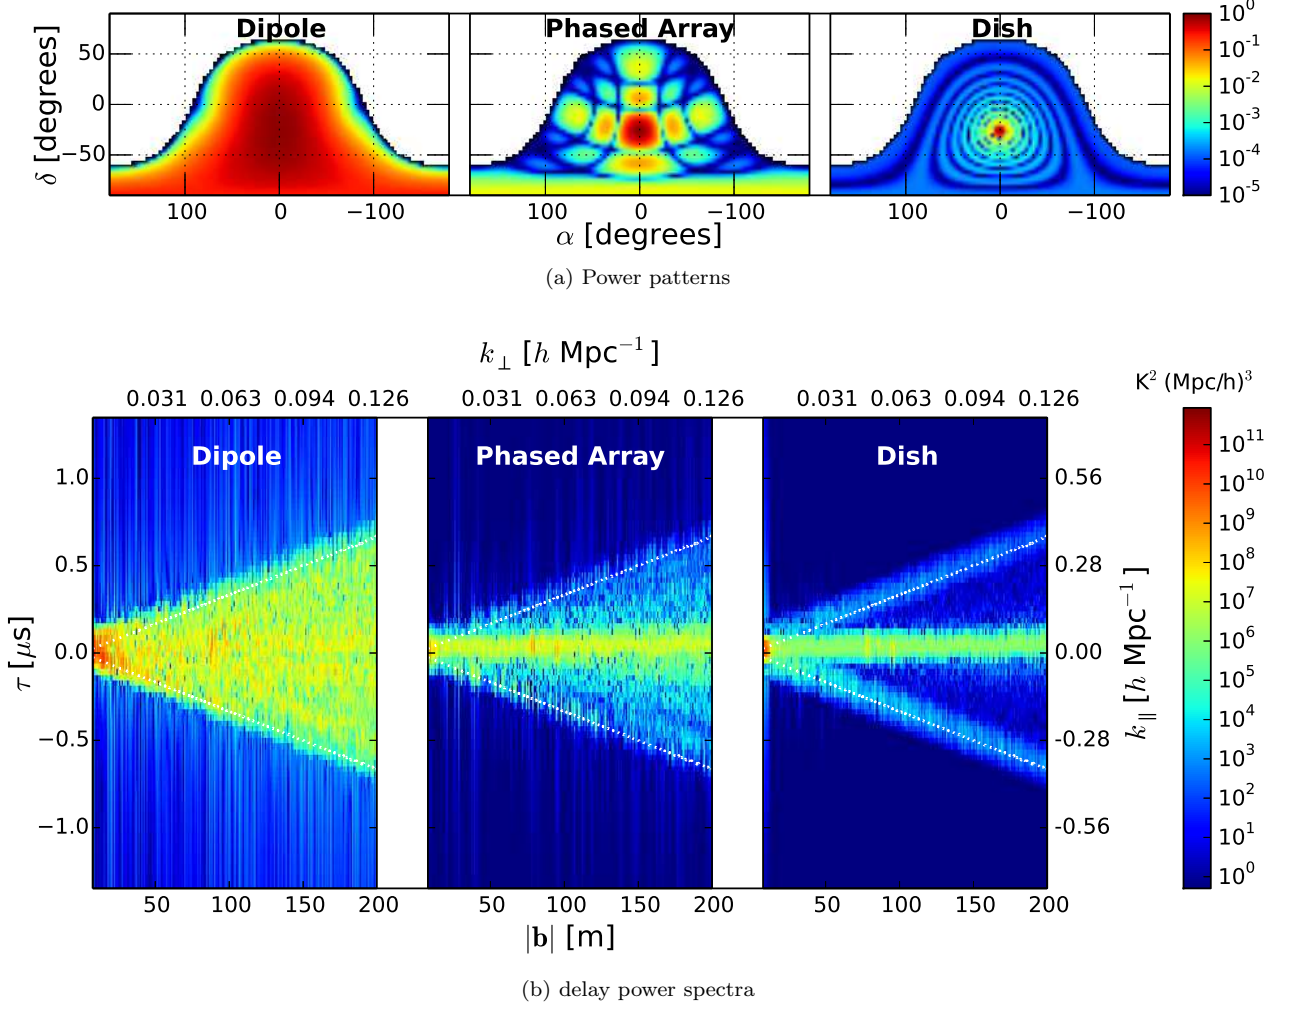 Dipole Phased Array Dish
δ [degrees]
50
0
−50
100 0 −100 100 0 −100 100 0 −100
α [degrees]
10^0
10^-1
10^-2
10^-3
10^-4
10^-5
(a) Power patterns
k⊥ [h Mpc^−1]
0.031 0.063 0.094 0.126 0.031 0.063 0.094 0.126 0.031 0.063 0.094 0.126
Dipole Phased Array Dish
τ [μs]
1.0
0.5
0.0
−0.5
−1.0
0.56
0.28
0.00
-0.28
-0.56
k∥ [h Mpc^−1]
50 100 150 200 50 100 150 200 50 100 150 200
|b| [m]
K^2 (Mpc/h)^3
10^11
10^10
10^9
10^8
10^7
10^6
10^5
10^4
10^3
10^2
10^1
10^0
(b) delay power spectra